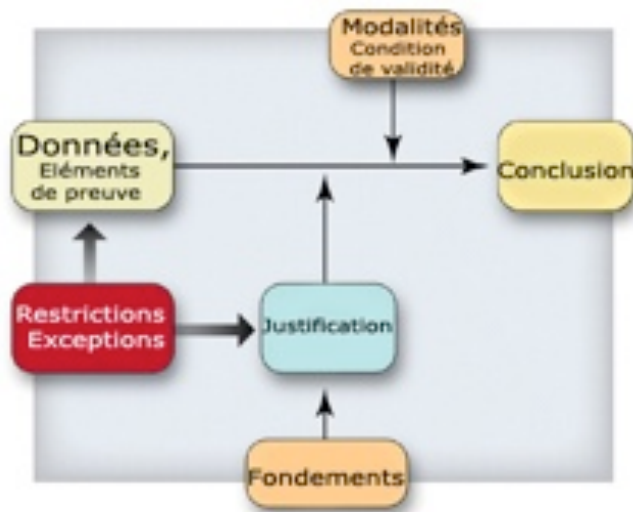 Modalités
Condition
de validité
Données,
Eléments
de preuve
Conclusion
Restrictions
Exceptions
Justification
Fondements